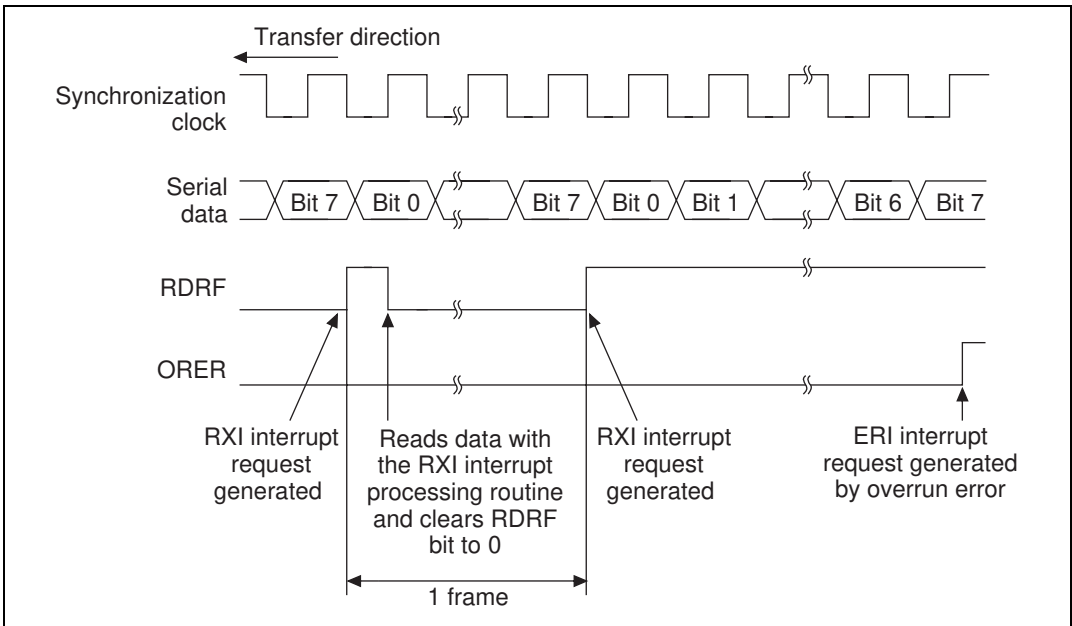 Transfer direction
Synchronization
clock
Serial
data
Bit 7
Bit 0
Bit 7
Bit 0
Bit 1
Bit 6
Bit 7
RDRF
ORER
RXI interrupt
request
generated
Reads data with
the RXI interrupt
processing routine
and clears RDRF
bit to 0
RXI interrupt
request
generated
ERI interrupt
request generated
by overrun error
1 frame